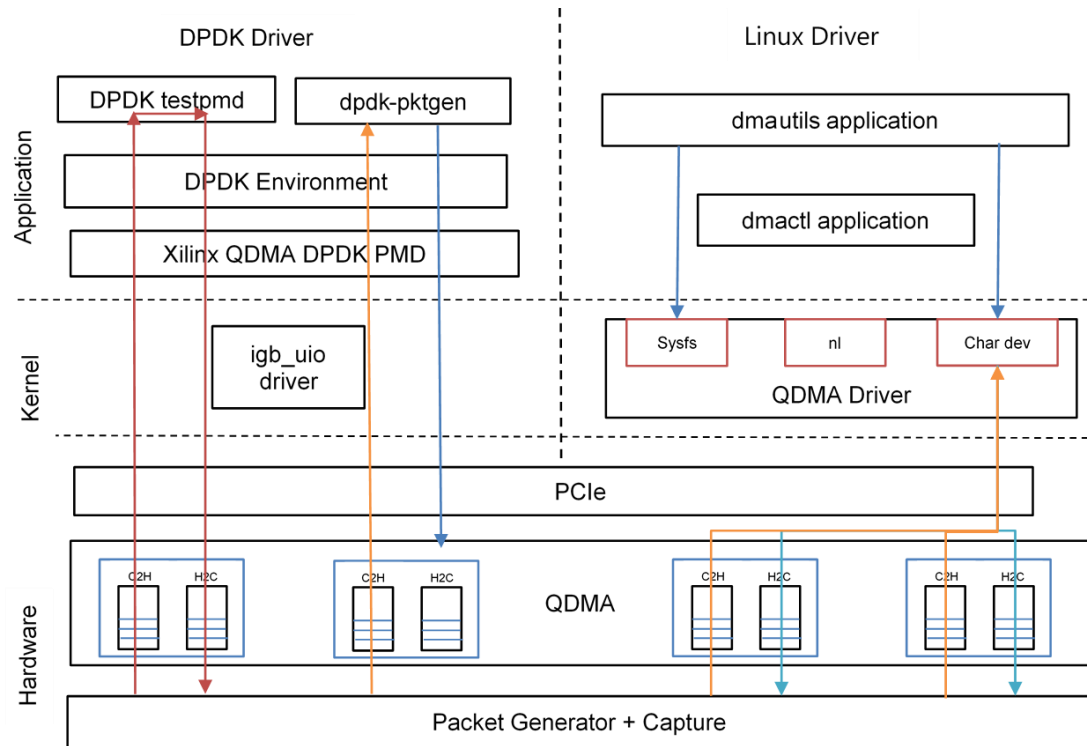 DPDK Driver
Linux Driver
Application
DPDK testpmd
dpdk-pktgen
dmautils application
DPDK Environment
dmactl application
Xilinx QDMA DPDK PMD
Kernel
igb_uio
driver
Sysfs
nl
Char dev
QDMA Driver
Hardware
PCIe
C2H
H2C
C2H
H2C
QDMA
C2H
H2C
C2H
H2C
Packet Generator + Capture